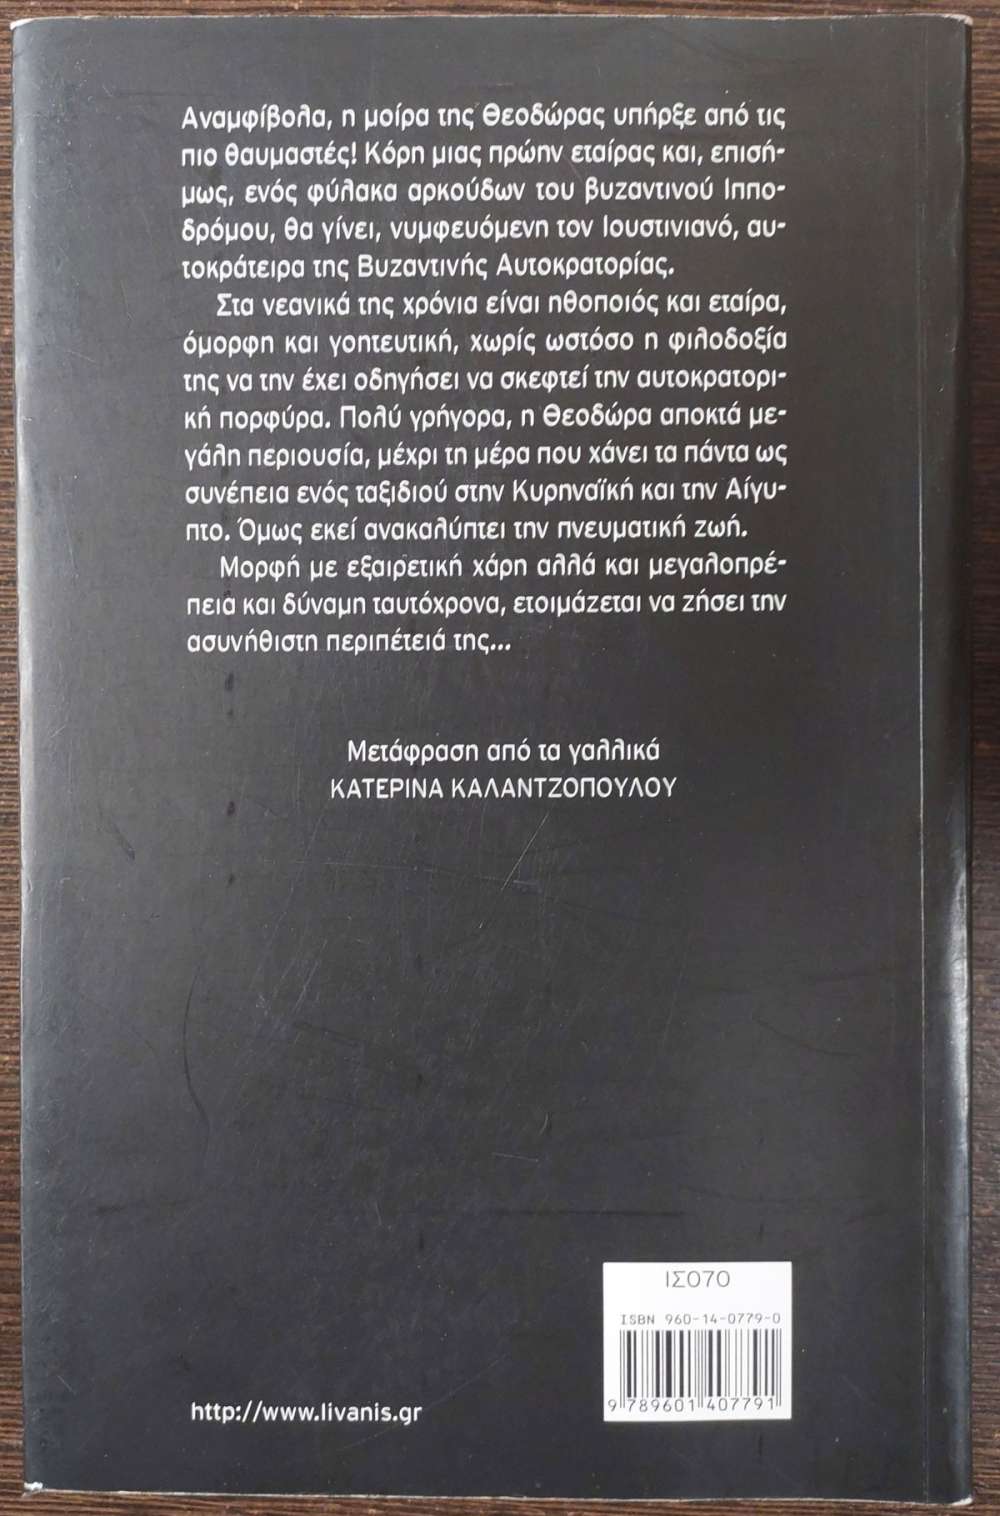 Αναμφίβολα, η μοίρα της Θεοδώρας υπήρξε από τις
πιο θαυμαστές! Κόρη μιας πρώην εταίρας και, επισή-
μως, ενός φύλακα αρκούδων του βυζαντινού Ιππο-
δρόμου, θα γίνει, νυμφευόμενη τον Ιουστινιανό, αυ-
τοκράτειρα της Βυζαντινής Αυτοκρατορίας.
Στα νεανικά της χρόνια είναι ηθοποιός και εταίρα,
όμορφη και γοητευτική, χωρίς ωστόσο η φιλοδοξία
της να την έχει οδηγήσει να σκεφτεί την αυτοκρατορι-
κή πορφύρα. Πολύ γρήγορα, η Θεοδώρα αποκτά με-
γάλη περιουσία, μέχρι τη μέρα που χάνει τα πάντα ως
συνέπεια ενός ταξιδιού στην Κυρηναϊκή και την Αίγυ-
πτο. Όμως εκεί ανακαλύπτει την πνευματική ζωή.
Μορφή με εξαιρετική χάρη αλλά και μεγαλοπρέ-
πεια και δύναμη ταυτόχρονα, ετοιμάζεται να ζήσει την
ασυνήθιστη περιπέτειά της...
Μετάφραση από τα γαλλικά
ΚΑΤΕΡΙΝΑ ΚΑΛΑΝΤΖΟΠΟΥΛΟΥ
ΙΣ070
ISBN 960-14-0779-0
9 789601 407791
http://www.livanis.gr